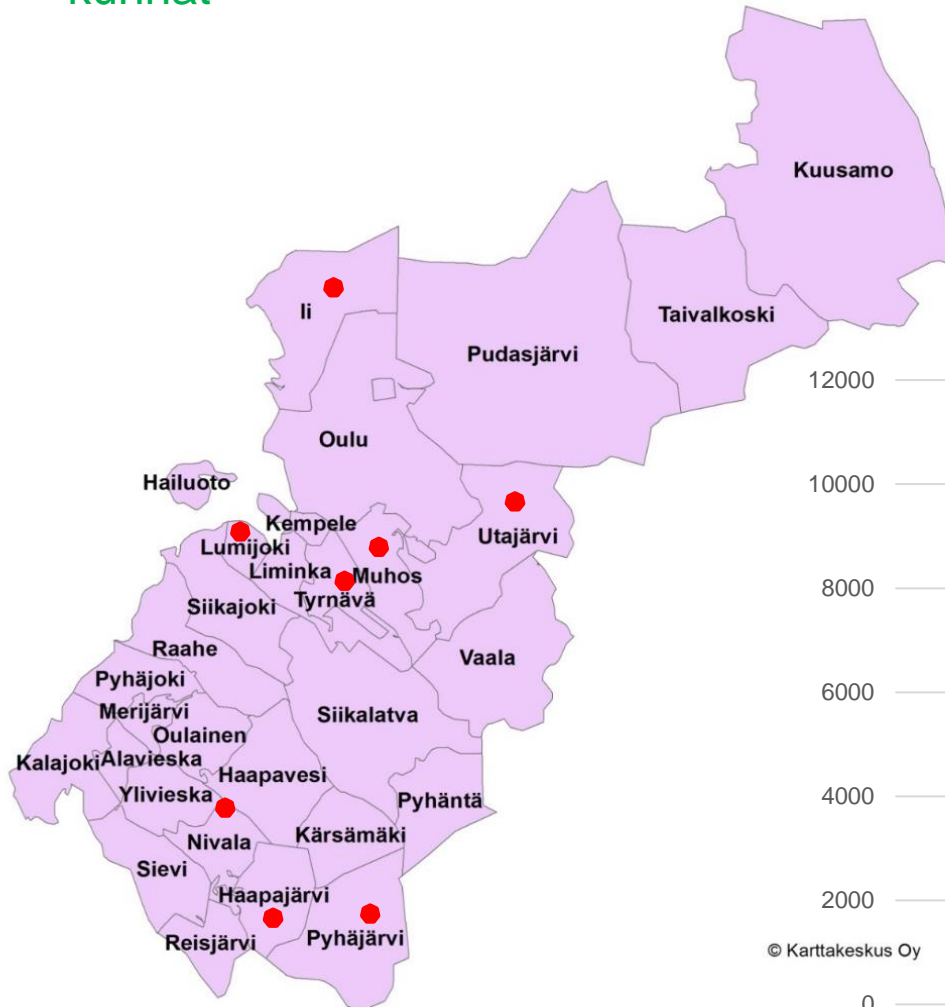 kunnat
Kuusamo
Ii
Taivalkoski
Pudasjärvi
12000
Oulu
Hailuoto
10000
Kempele
Utajärvi
Lumijoki
Liminka
Muhos
8000
Tyrnävä
Siikajoki
Raahe
Vaala
Pyhäjoki
6000
Merijärvi
Siikalatva
Oulainen
Kalajoki
Alavieska
Haapavesi
Ylivieska
4000
Pyhäntä
Kärsämäki
Nivala
Sievi
Haapajärvi
2000
Pyhäjärvi
Reisjärvi
© Karttakeskus Oy
0